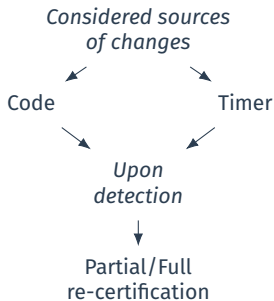 Considered sources
of changes
Code
Timer
Upon
detection
Partial/Full
re-certification